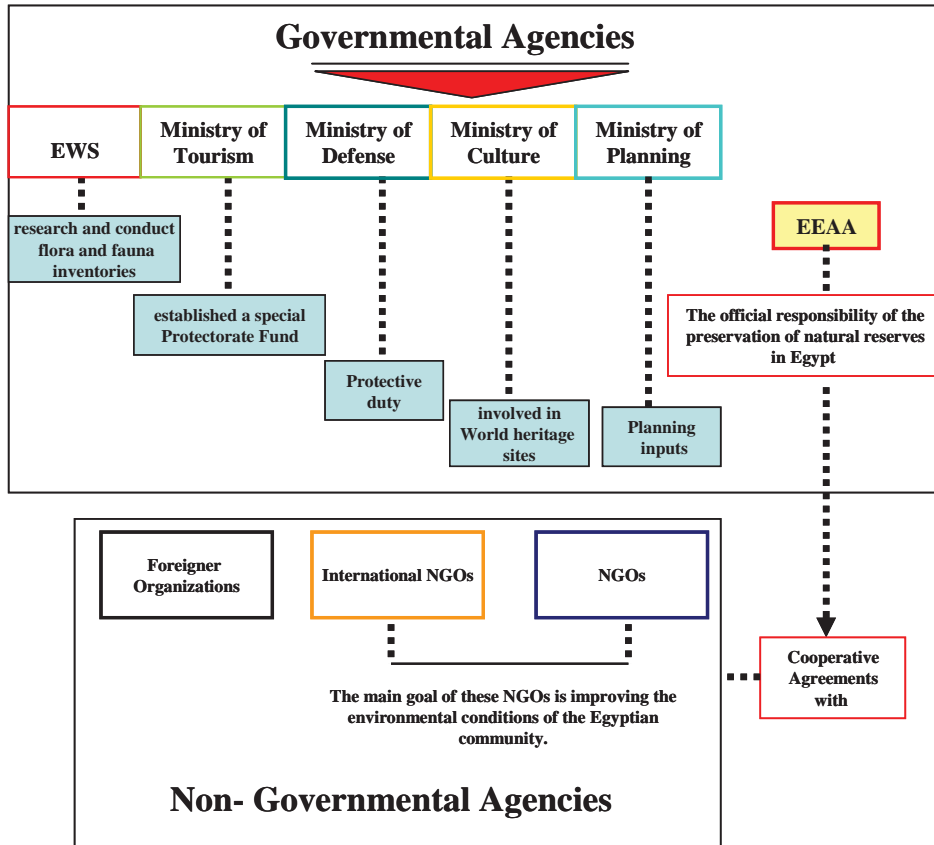 Governmental Agencies
EWS
Ministry of
Tourism
Ministry of
Defense
Ministry of
Culture
Ministry of
Planning
research and conduct
flora and fauna
inventories
established a special
Protectorate Fund
Protective
duty
involved in
World heritage
sites
Planning
inputs
EEAA
The official responsibility of the
preservation of natural reserves
in Egypt
Foreigner
Organizations
International NGOs
NGOs
The main goal of these NGOs is improving the
environmental conditions of the Egyptian
community.
Cooperative
Agreements
with
Non- Governmental Agencies